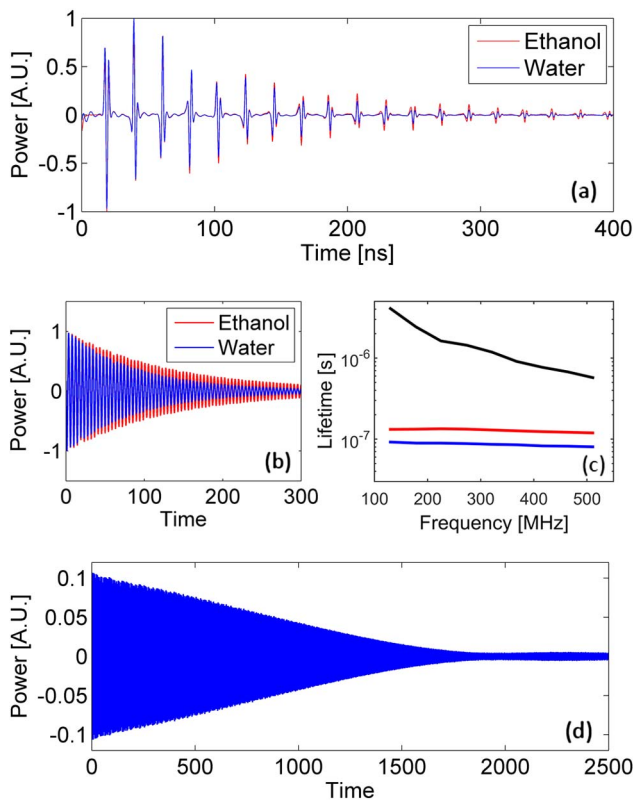 Power [A.U.]
1
0.5
0
-0.5
-1
Ethanol
Water
(a)
0 100 200 300 400
Time [ns]
Power [A.U.]
1
0
-1
Ethanol
Water
(b)
0 100 200 300
Time
Lifetime [s]
10-6
10-7
(c)
100 200 300 400 500
Frequency [MHz]
Power [A.U.]
0.1
0.05
0
-0.05
-0.1
(d)
0 500 1000 1500 2000 2500
Time